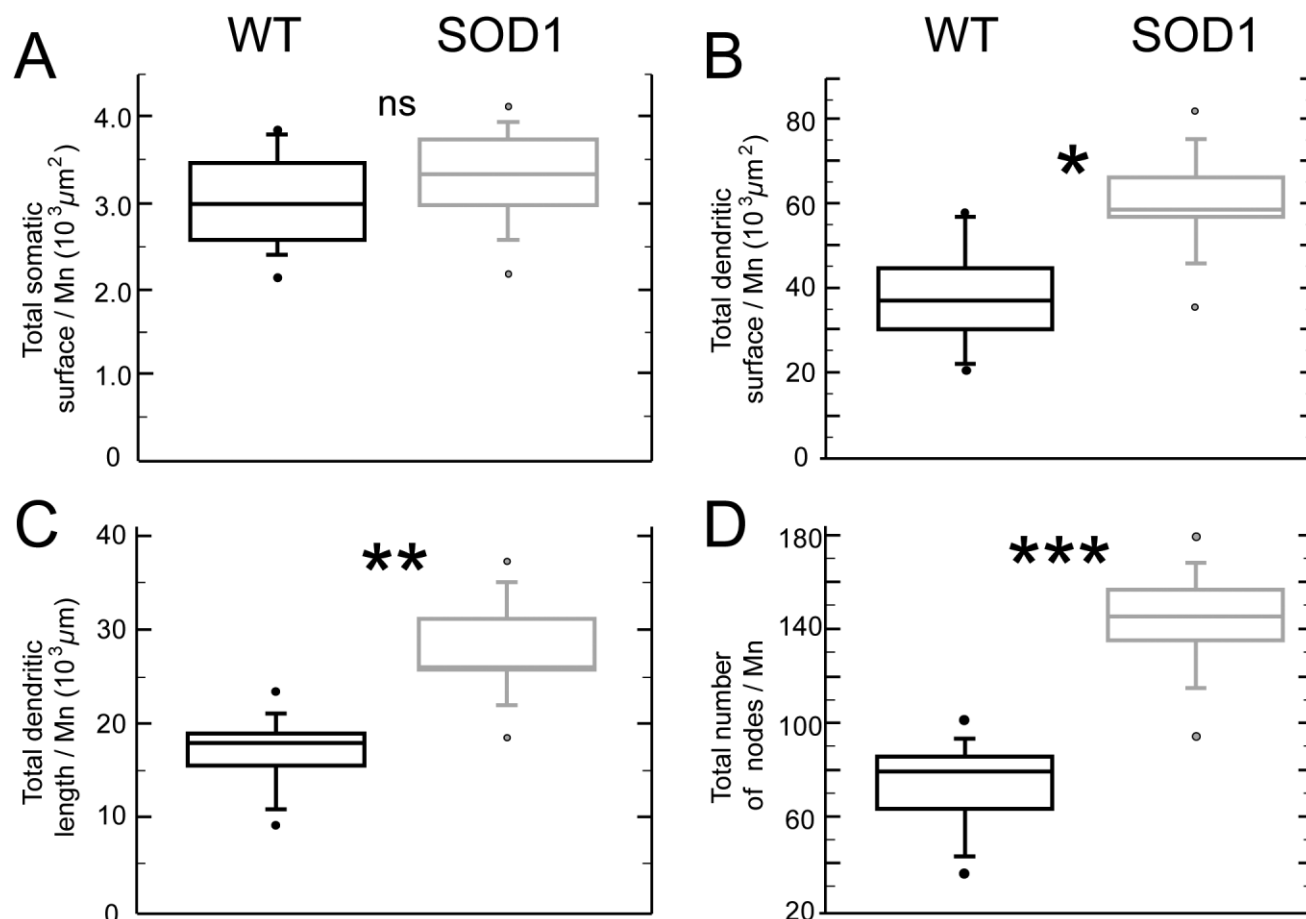 WT SOD1
WT SOD1
A
ns
Total somatic
surface / Mn (10³µm²)
4.0
3.0
2.0
1.0
0
B
*
Total dendritic
surface / Mn (10³µm²)
80
60
40
20
0
C
**
Total dendritic
length / Mn (10³µm)
40
30
20
10
0
D
***
Total number
of nodes / Mn
180
140
100
60
20